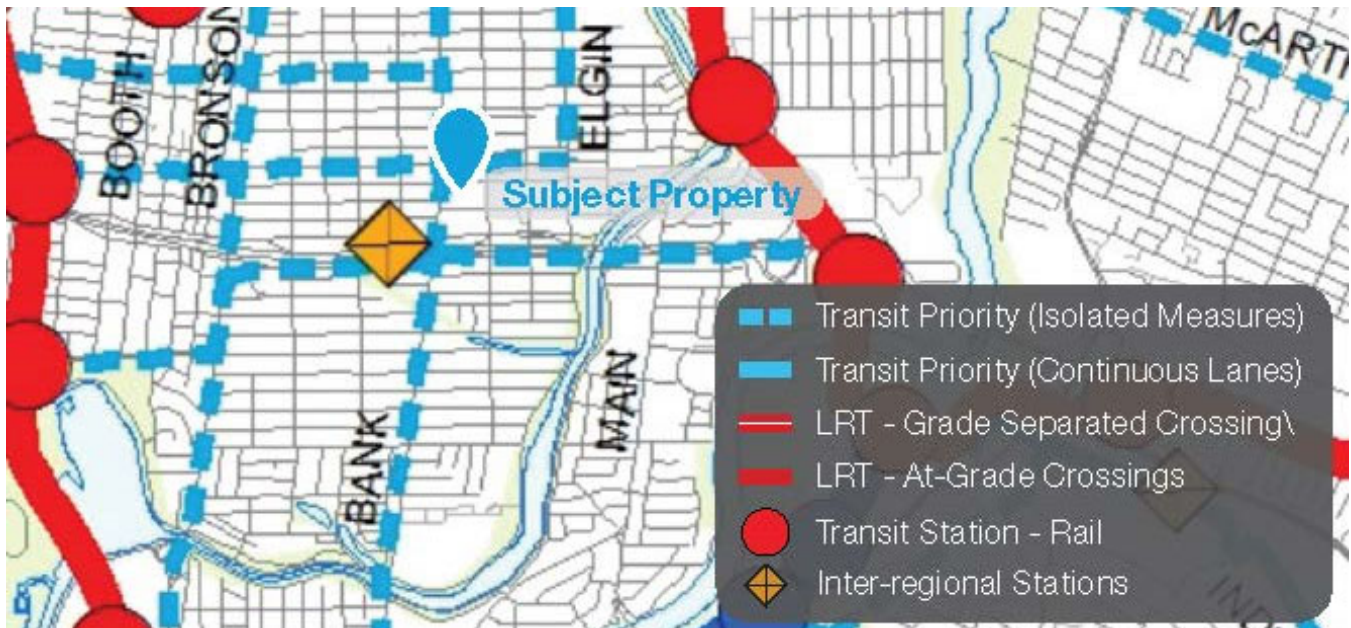 BOOTH
BRONSON
ELGIN
McARTH
Subject Property
MAIN
BANK
Transit Priority (Isolated Measures)
Transit Priority (Continuous Lanes)
LRT - Grade Separated Crossing\
LRT - At-Grade Crossings
Transit Station - Rail
Inter-regional Stations